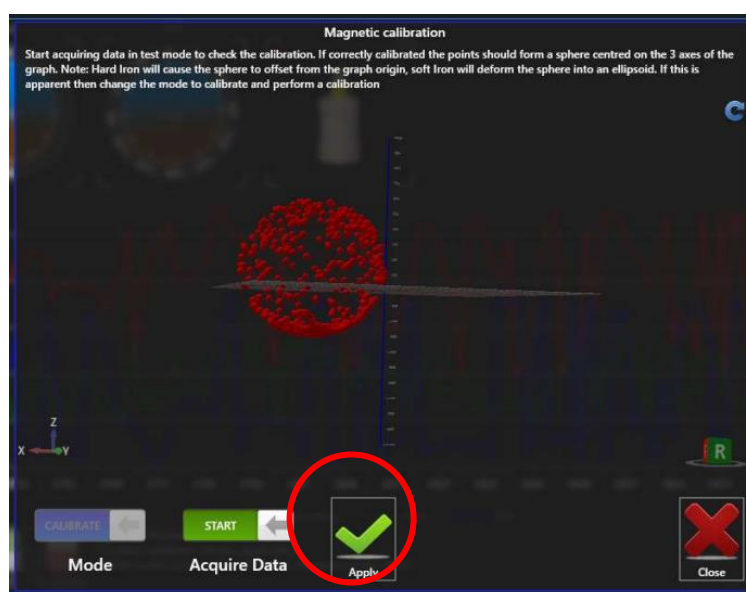 Magnetic calibration
Start acquiring data in test mode to check the calibration. If correctly calibrated the points should form a sphere centred on the 3 axes of the
graph. Note: Hard Iron will cause the sphere to offset from the graph origin, soft Iron will deform the sphere into an ellipsoid. If this is
apparent then change the mode to calibrate and perform a calibration
Z
X Y
R
CALIBRATE START
Mode Acquire Data Apply Close